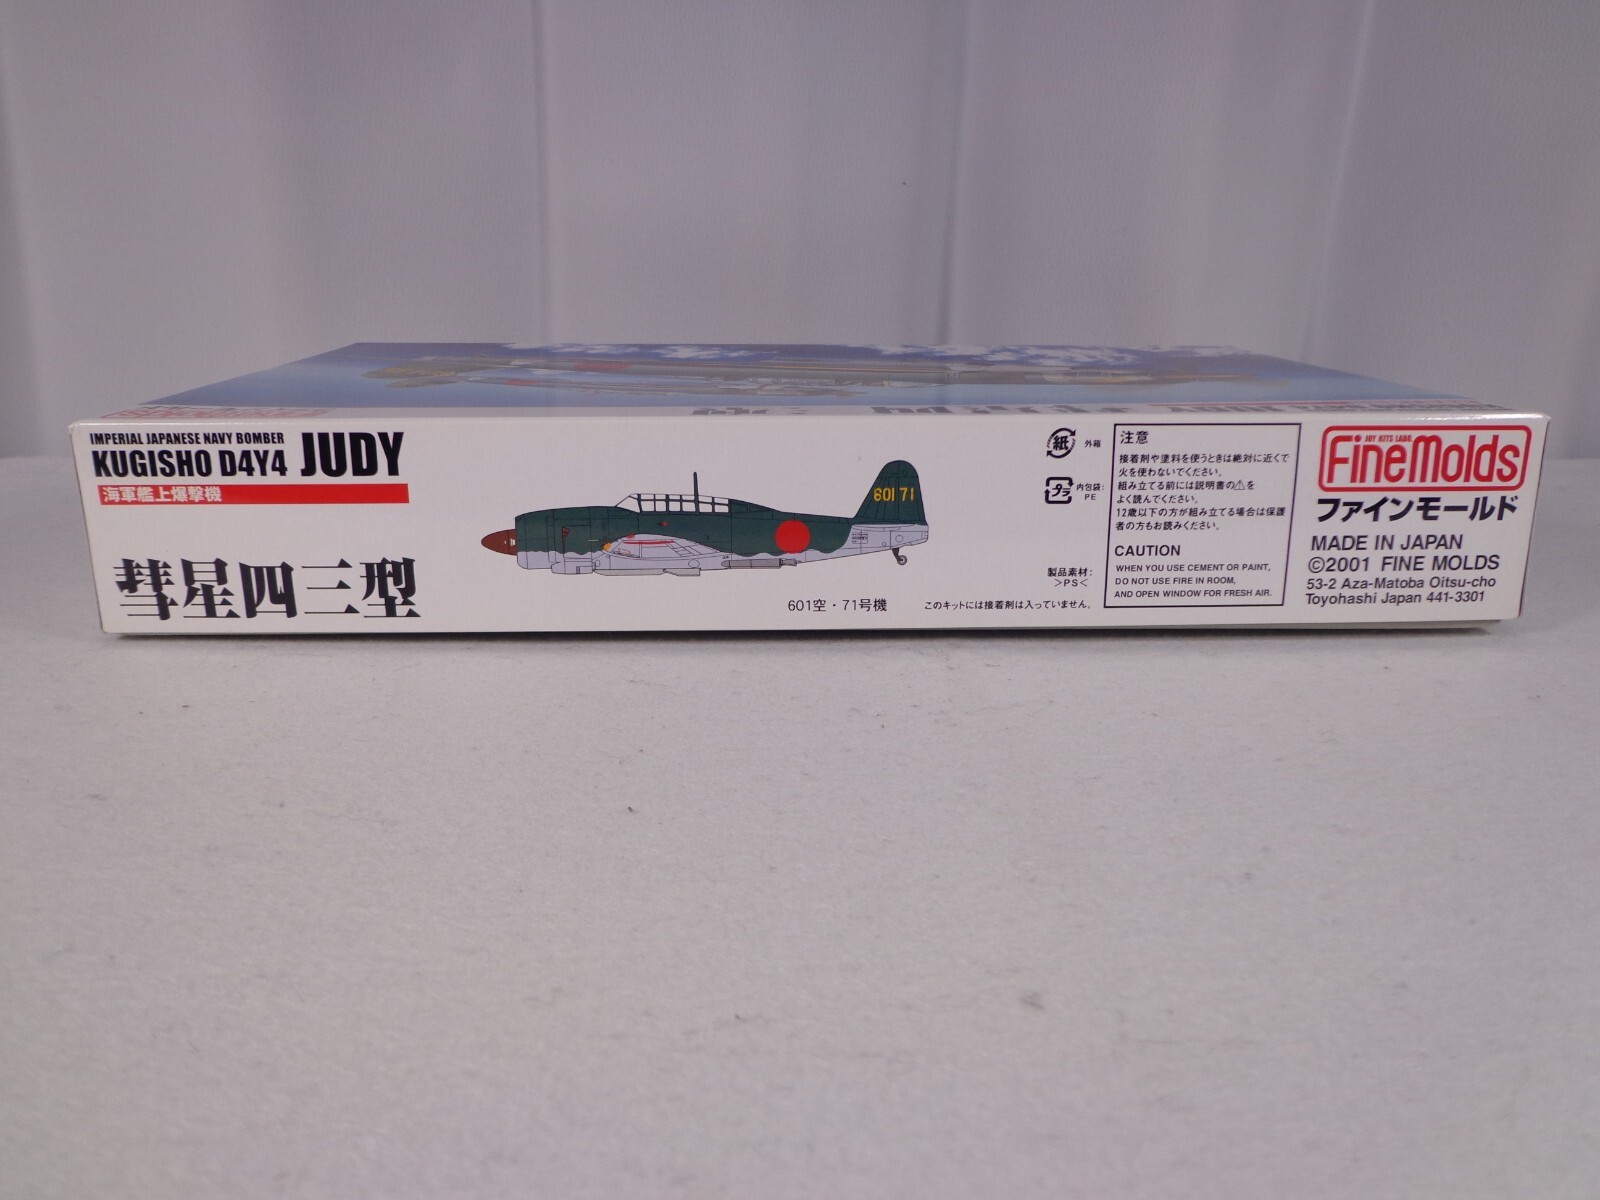 IMPERIAL JAPANESE NAVY BOMBER
KUGISHO D4Y4 JUDY
海軍艦上爆撃機
彗星四三型
601 71
601空・71号機
紙 外箱
プラ 内包袋:
PE
製品素材:
>PS<
このキットには接着剤は入っていません。
注意
接着剤や塗料を使うときは絶対に近くで
火を使わないでください。
組み立てる前には説明書の⚠を
よく読んでください。
12歳以下の方が組み立てる場合は保護
者の方もお読みください。
CAUTION
WHEN YOU USE CEMENT OR PAINT,
DO NOT USE FIRE IN ROOM,
AND OPEN WINDOW FOR FRESH AIR.
JOY KITS LABO.
FineMolds
ファインモールド
MADE IN JAPAN
©2001 FINE MOLDS
53-2 Aza-Matoba Oitsu-cho
Toyohashi Japan 441-3301